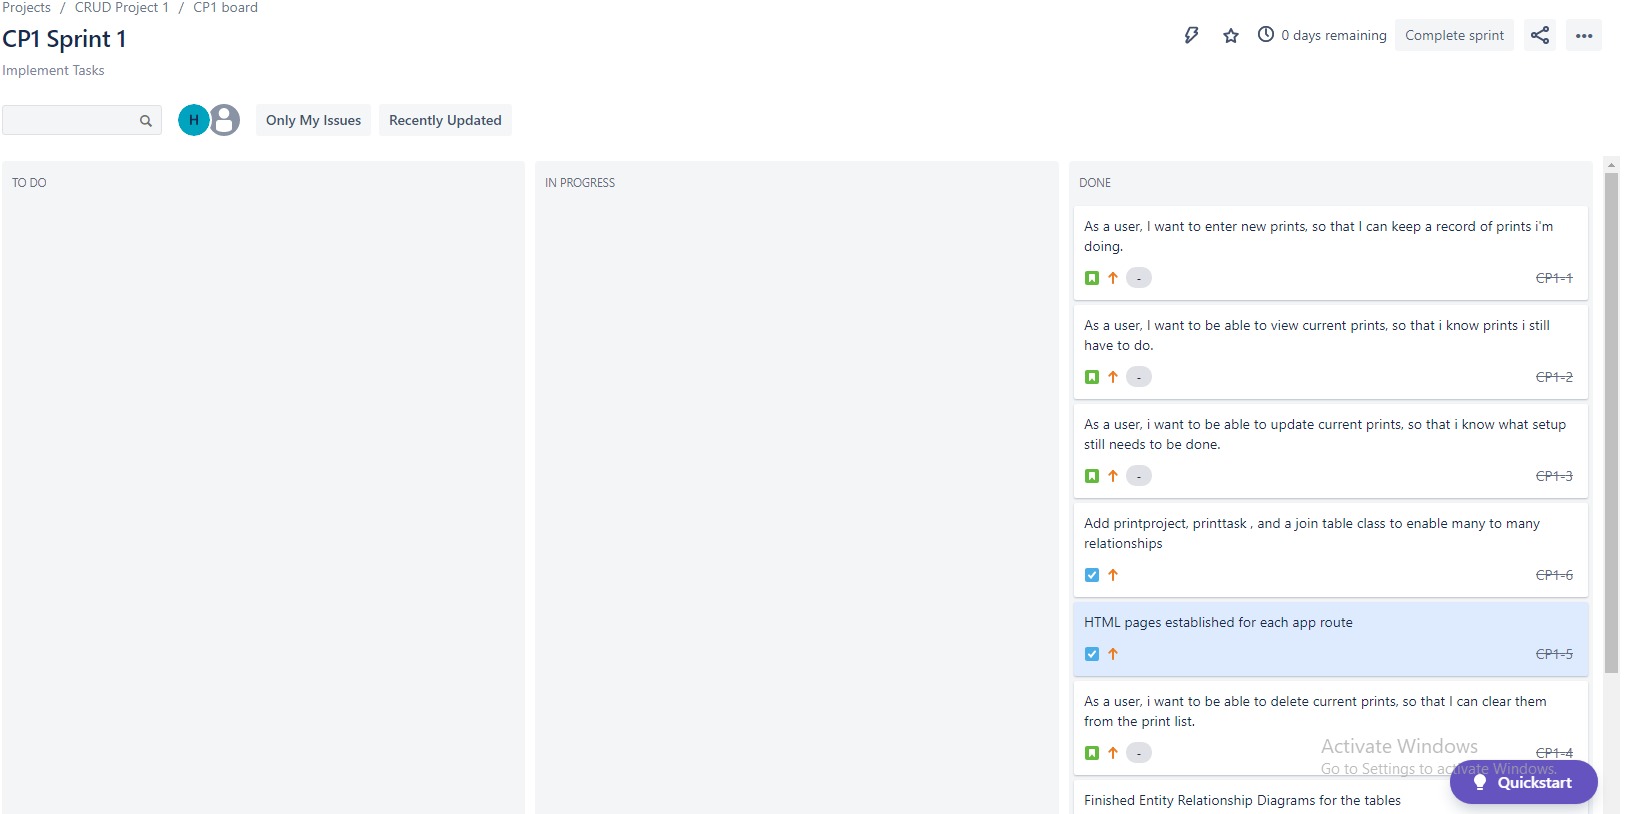 Projects / CRUD Project 1 / CP1 board
CP1 Sprint 1
0 days remaining
Complete sprint
Implement Tasks
H
Only My Issues
Recently Updated
TO DO
IN PROGRESS
DONE
As a user, I want to enter new prints, so that I can keep a record of prints i'm
doing.
-
CP1-1
As a user, I want to be able to view current prints, so that i know prints i still
have to do.
-
CP1-2
As a user, i want to be able to update current prints, so that i know what setup
still needs to be done.
-
CP1-3
Add printproject, printtask , and a join table class to enable many to many
relationships
CP1-6
HTML pages established for each app route
CP1-5
As a user, i want to be able to delete current prints, so that I can clear them
from the print list.
-
CP1-4
Activate Windows
Go to Settings to activate Windows.
Quickstart
Finished Entity Relationship Diagrams for the tables